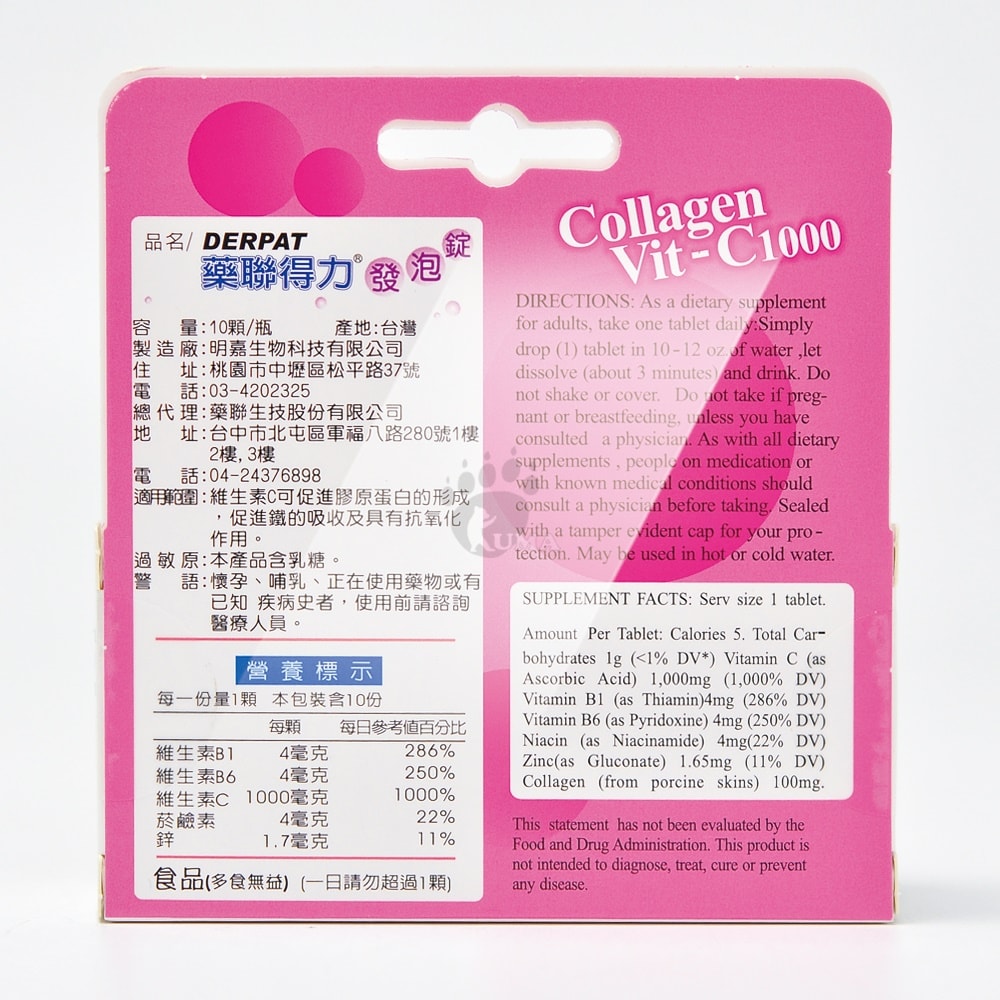 品名/ DERPAT
藥聯得力® 發泡錠
容 量:10顆/瓶 產地:台灣
製造廠:明嘉生物科技有限公司
住 址:桃園市中壢區松平路37號
電 話:03-4202325
總代理:藥聯生技股份有限公司
地 址:台中市北屯區軍福八路280號1樓
2樓,3樓
電 話:04-24376898
適用範圍:維生素C可促進膠原蛋白的形成
，促進鐵的吸收及具有抗氧化
作用。
過敏原:本產品含乳糖。
警 語:懷孕、哺乳、正在使用藥物或有
已知 疾病史者，使用前請諮詢
醫療人員。
營養標示
每一份量1顆 本包裝含10份
每顆 每日參考值百分比
維生素B1 4毫克 286%
維生素B6 4毫克 250%
維生素C 1000毫克 1000%
菸鹼素 4毫克 22%
鋅 1.7毫克 11%
食品(多食無益) (一日請勿超過1顆)
Collagen
Vit-C1000
DIRECTIONS: As a dietary supplement
for adults, take one tablet daily:Simply
drop (1) tablet in 10-12 oz.of water ,let
dissolve (about 3 minutes) and drink. Do
not shake or cover. Do not take if preg-
nant or breastfeeding, unless you have
consulted a physician. As with all dietary
supplements , people on medication or
with known medical conditions should
consult a physician before taking. Sealed
with a tamper evident cap for your pro-
tection. May be used in hot or cold water.
KUMA
SUPPLEMENT FACTS: Serv size 1 tablet.
Amount Per Tablet: Calories 5. Total Car-
bohydrates 1g (<1% DV*) Vitamin C (as
Ascorbic Acid) 1,000mg (1,000% DV)
Vitamin B1 (as Thiamin)4mg (286% DV)
Vitamin B6 (as Pyridoxine) 4mg (250% DV)
Niacin (as Niacinamide) 4mg(22% DV)
Zinc(as Gluconate) 1.65mg (11% DV)
Collagen (from porcine skins) 100mg.
This statement has not been evaluated by the
Food and Drug Administration. This product is
not intended to diagnose, treat, cure or prevent
any disease.